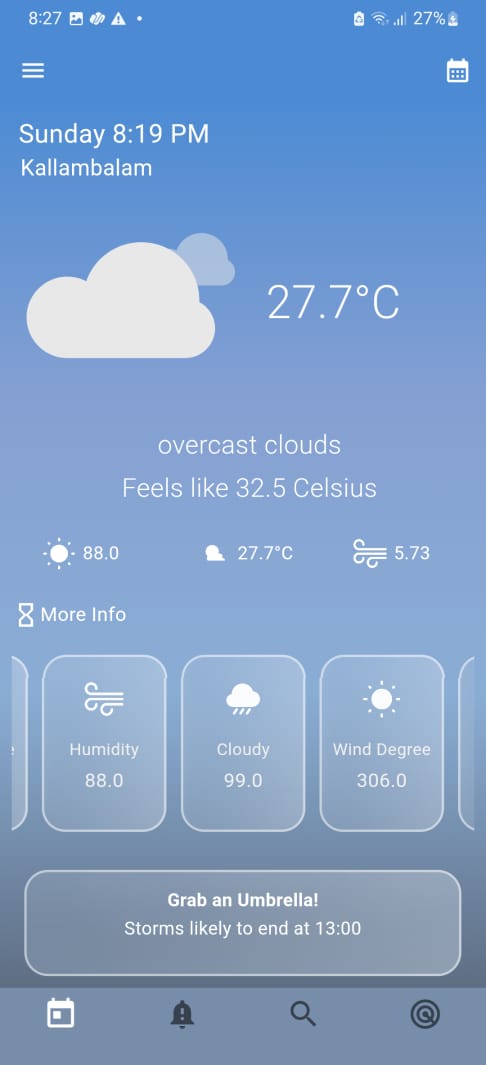 8:27
27%
Sunday 8:19 PM
Kallambalam
27.7°C
overcast clouds
Feels like 32.5 Celsius
88.0 27.7°C 5.73
More Info
Humidity Cloudy Wind Degree
88.0 99.0 306.0
Grab an Umbrella!
Storms likely to end at 13:00